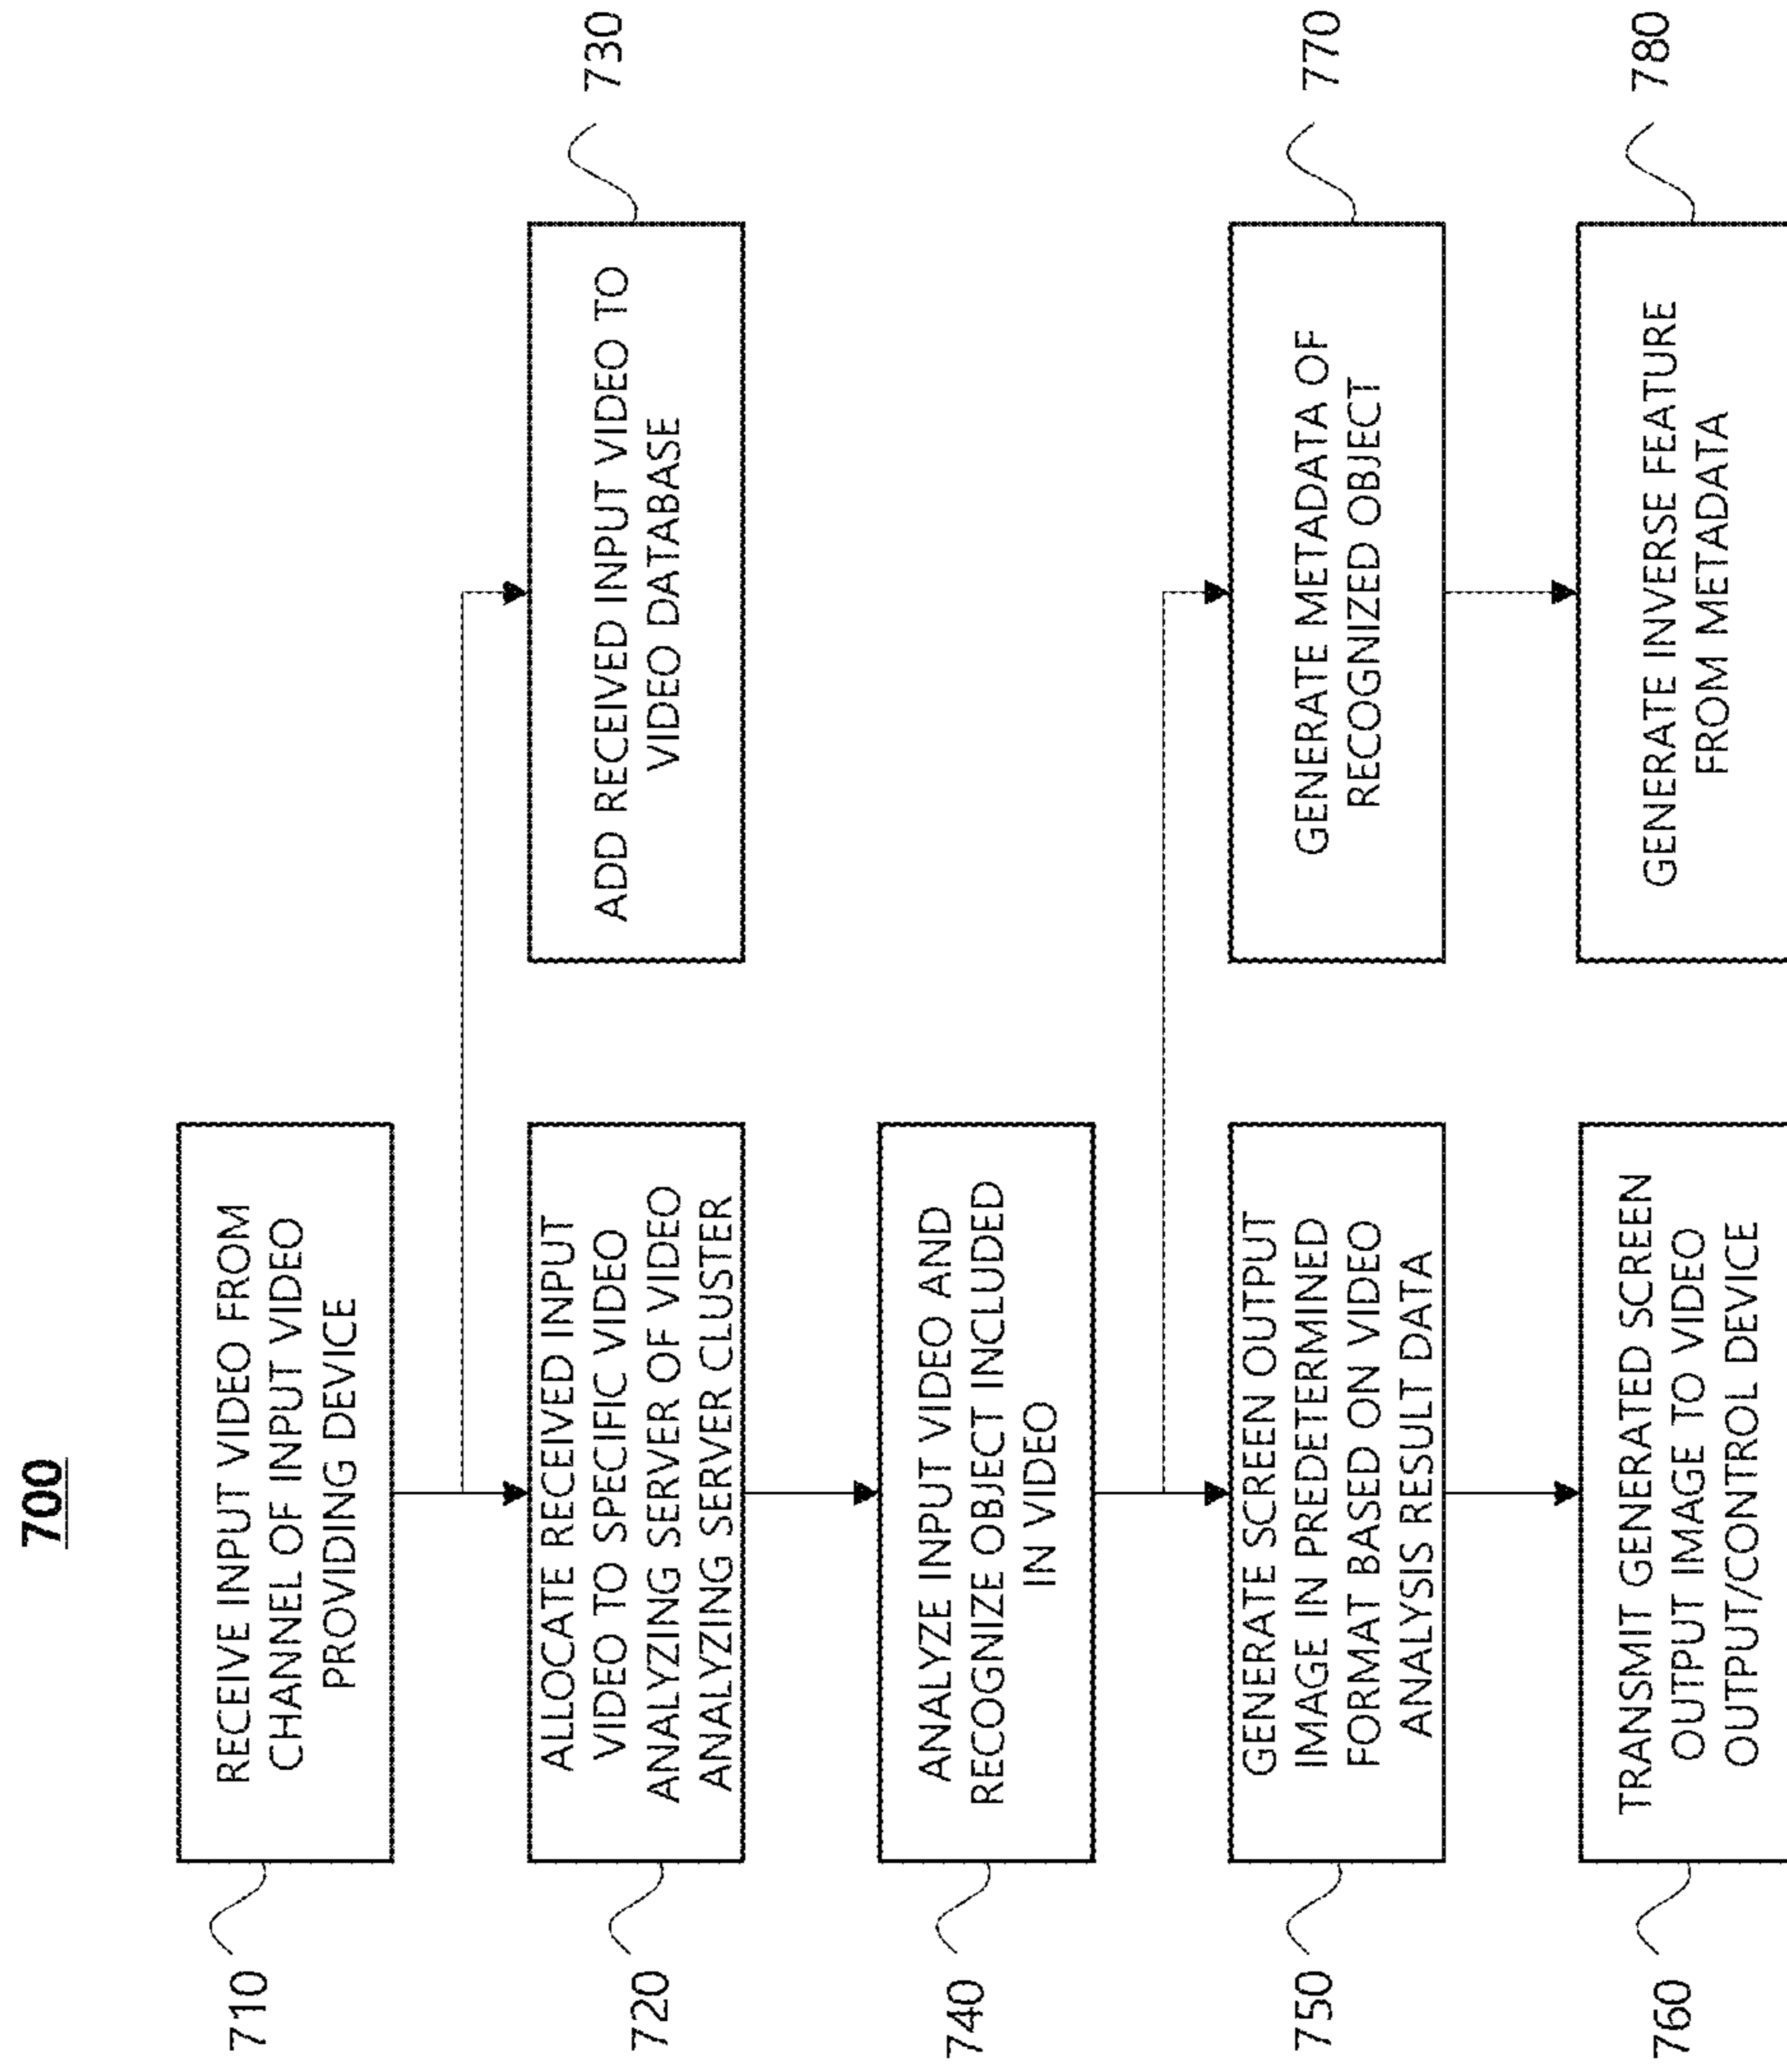 700
710
RECEIVE INPUT VIDEO FROM
CHANNEL OF INPUT VIDEO
PROVIDING DEVICE
720
ALLOCATE RECEIVED INPUT
VIDEO TO SPECIFIC VIDEO
ANALYZING SERVER OF VIDEO
ANALYZING SERVER CLUSTER
ADD RECEIVED INPUT VIDEO TO
VIDEO DATABASE
730
740
ANALYZE INPUT VIDEO AND
RECOGNIZE OBJECT INCLUDED
IN VIDEO
750
GENERATE SCREEN OUTPUT
IMAGE IN PREDETERMINED
FORMAT BASED ON VIDEO
ANALYSIS RESULT DATA
GENERATE METADATA OF
RECOGNIZED OBJECT
770
760
TRANSMIT GENERATED SCREEN
OUTPUT IMAGE TO VIDEO
OUTPUT/CONTROL DEVICE
GENERATE INVERSE FEATURE
FROM METADATA
780